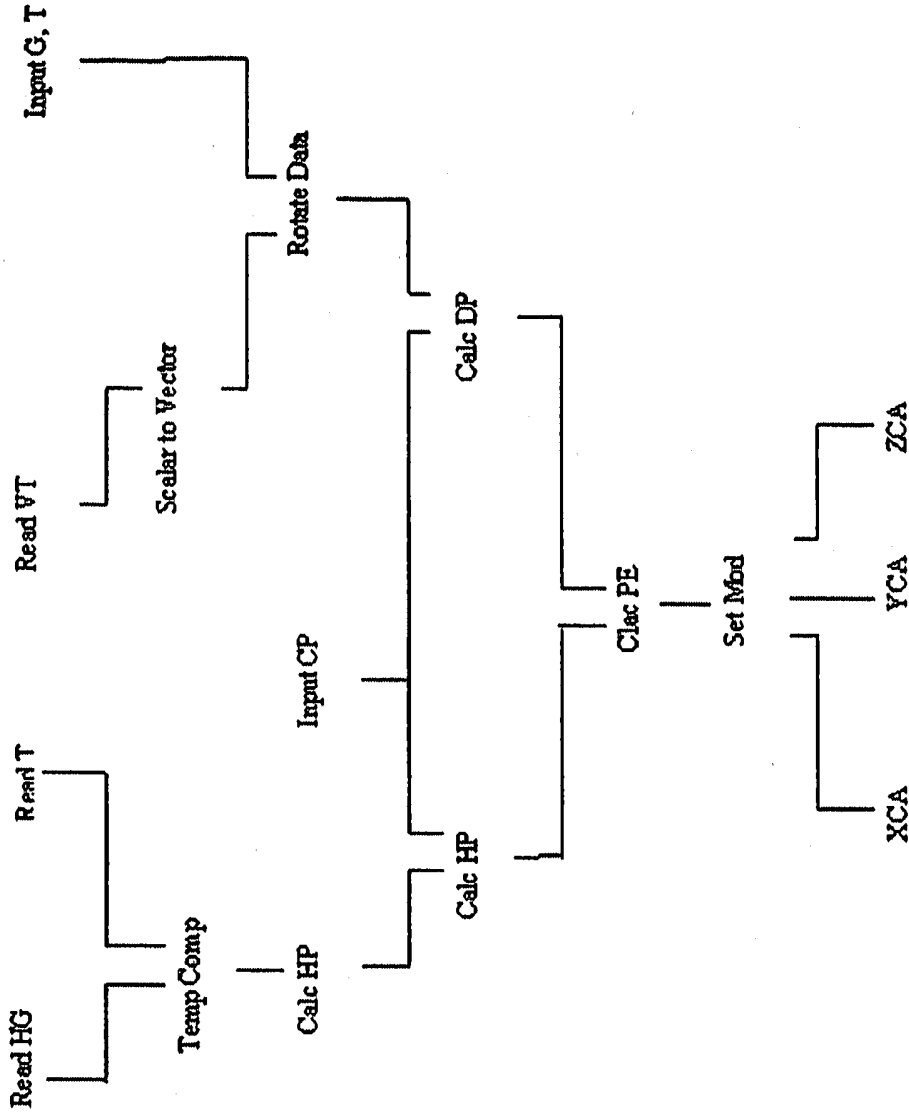 Read HG
Read T
Read VT
Input G, T
Temp Comp
Scalar to Vector
Calc HP
Input CP
Rotate Data
Calc HP
Calc DP
Clac PE
Set Mod
XCA
YCA
ZCA